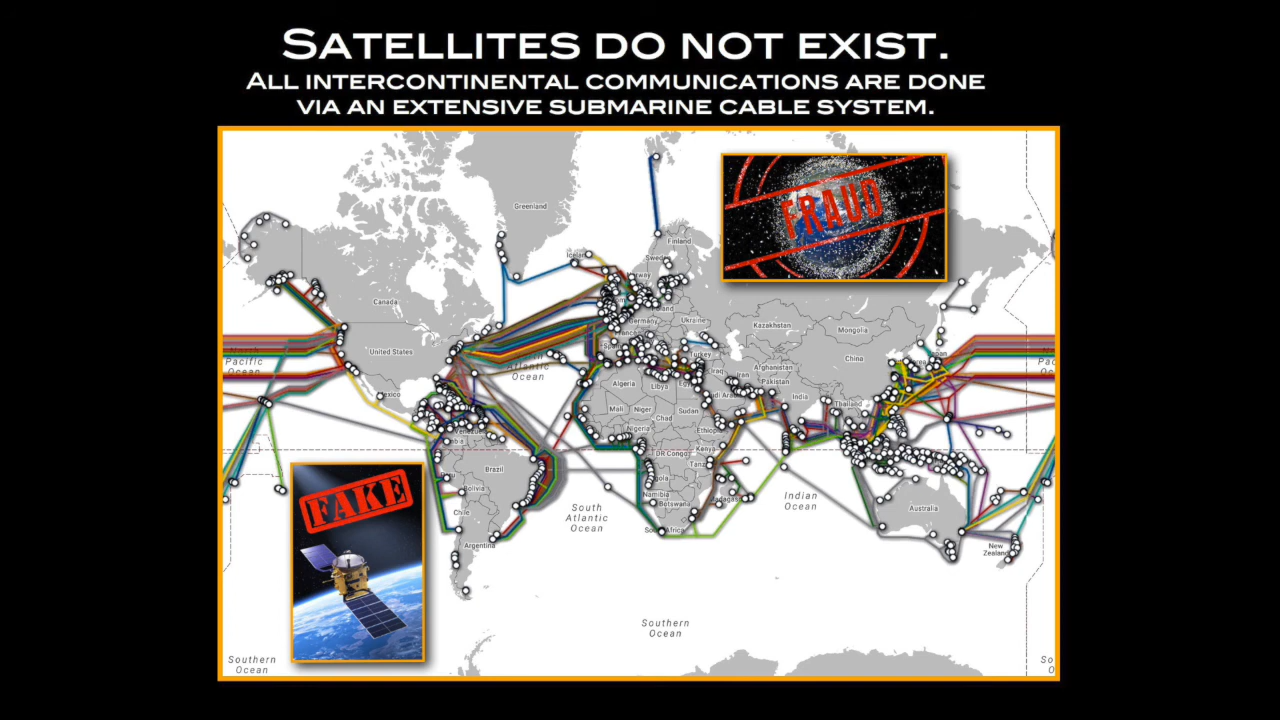 SATELLITES DO NOT EXIST.
ALL INTERCONTINENTAL COMMUNICATIONS ARE DONE
VIA AN EXTENSIVE SUBMARINE CABLE SYSTEM.
FRAUD
Greenland
Finland
Norway
Canada
Germany
Ukraine
Kazakhstan
Mongolia
United States
Turkey
China
North
Pacific
Ocean
Atlantic
Ocean
Afghanistan
Iraq
Iran
Pakistan
Algeria
Libya
Mexico
India
Mali
Niger
Chad
Sudan
Thailand
Nigeria
Ethiopia
Kenya
DR Congo
Brazil
Bolivia
FAKE
Namibia
Botswana
Indian
Ocean
South
Atlantic
Ocean
Chile
Australia
Argentina
New
Zealand
Southern
Ocean
Southern
Ocean
So